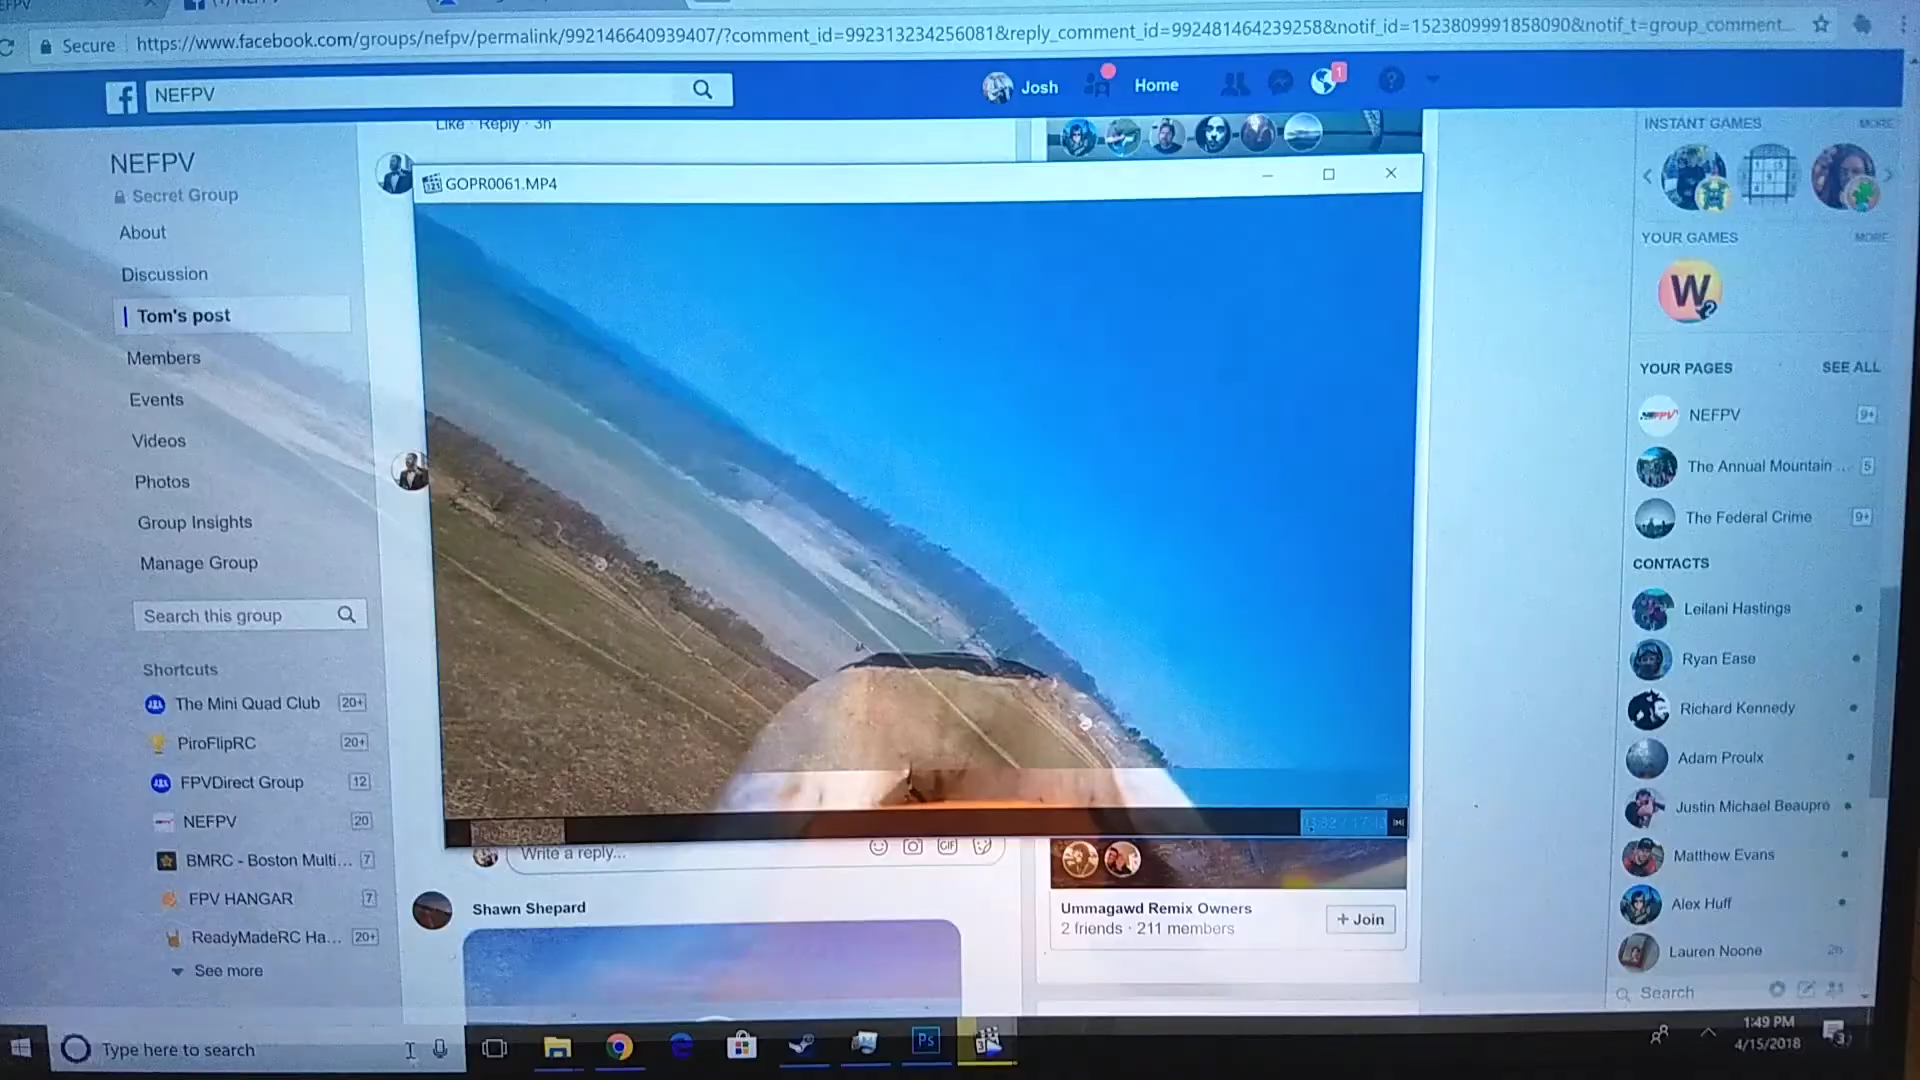 Secure
https://www.facebook.com/groups/nefpv/permalink/992146640939407/?comment_id=992313234256081&reply_comment_id=992481464239258&notif_id=1523809991858090&notif_t=group_comment...
NEFPV
Josh
Home
1
Like · Reply · 3h
NEFPV
Secret Group
About
Discussion
Tom's post
Members
Events
Videos
Photos
Group Insights
Manage Group
Search this group
Shortcuts
The Mini Quad Club 20+
PiroFlipRC 20+
FPVDirect Group 12
NEFPV 20
BMRC - Boston Multi... 7
FPV HANGAR 7
ReadyMadeRC Ha... 20+
See more
GOPR0061.MP4
Write a reply...
GIF
Shawn Shepard
Ummagawd Remix Owners
2 friends · 211 members
+ Join
INSTANT GAMES MORE
YOUR GAMES MORE
W
YOUR PAGES SEE ALL
NEFPV 9+
The Annual Mountain ... 5
The Federal Crime 9+
CONTACTS
Leilani Hastings
Ryan Ease
Richard Kennedy
Adam Proulx
Justin Michael Beaupre
Matthew Evans
Alex Huff
Lauren Noone
Search
Type here to search
Ps
1:49 PM
4/15/2018
3